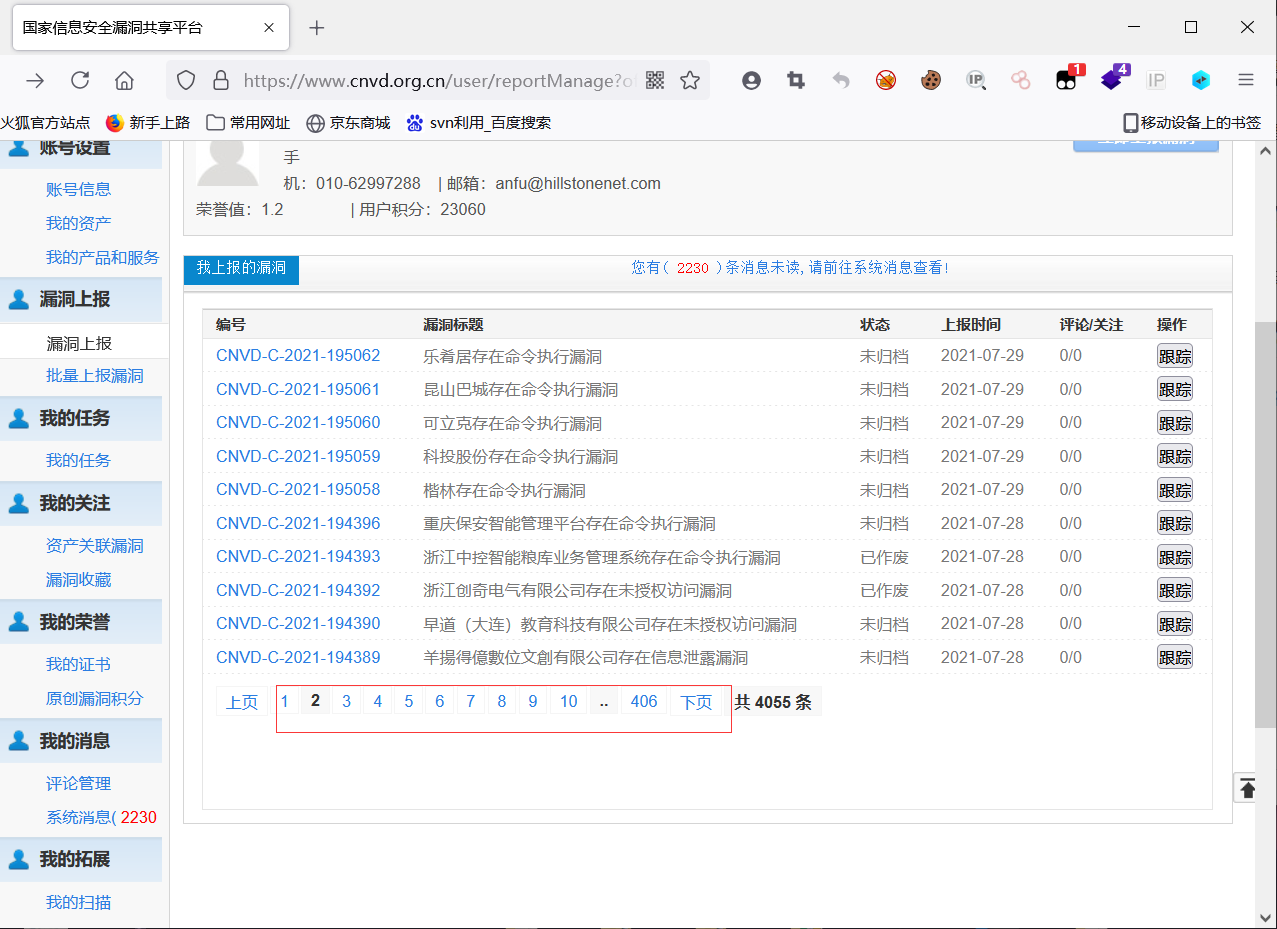 国家信息安全漏洞共享平台
https://www.cnvd.org.cn/user/reportManage?o
IP
1
4
IP
火狐官方站点 新手上路 常用网址 京东商城 svn利用_百度搜索 移动设备上的书签
账号设置
账号信息
我的资产
我的产品和服务
漏洞上报
漏洞上报
批量上报漏洞
我的任务
我的任务
我的关注
资产关联漏洞
漏洞收藏
我的荣誉
我的证书
原创漏洞积分
我的消息
评论管理
系统消息( 2230
我的拓展
我的扫描
手
机：010-62997288 | 邮箱：anfu@hillstonenet.com
荣誉值：1.2 | 用户积分：23060
我上报的漏洞 您有( 2230 )条消息未读,请前往系统消息查看!
编号 漏洞标题 状态 上报时间 评论/关注 操作
CNVD-C-2021-195062 乐肴居存在命令执行漏洞 未归档 2021-07-29 0/0 跟踪
CNVD-C-2021-195061 昆山巴城存在命令执行漏洞 未归档 2021-07-29 0/0 跟踪
CNVD-C-2021-195060 可立克存在命令执行漏洞 未归档 2021-07-29 0/0 跟踪
CNVD-C-2021-195059 科投股份存在命令执行漏洞 未归档 2021-07-29 0/0 跟踪
CNVD-C-2021-195058 楷林存在命令执行漏洞 未归档 2021-07-29 0/0 跟踪
CNVD-C-2021-194396 重庆保安智能管理平台存在命令执行漏洞 未归档 2021-07-28 0/0 跟踪
CNVD-C-2021-194393 浙江中控智能粮库业务管理系统存在命令执行漏洞 已作废 2021-07-28 0/0 跟踪
CNVD-C-2021-194392 浙江创奇电气有限公司存在未授权访问漏洞 已作废 2021-07-28 0/0 跟踪
CNVD-C-2021-194390 早道（大连）教育科技有限公司存在未授权访问漏洞 未归档 2021-07-28 0/0 跟踪
CNVD-C-2021-194389 羊揚得億數位文創有限公司存在信息泄露漏洞 未归档 2021-07-28 0/0 跟踪
上页 1 2 3 4 5 6 7 8 9 10 .. 406 下页 共 4055 条